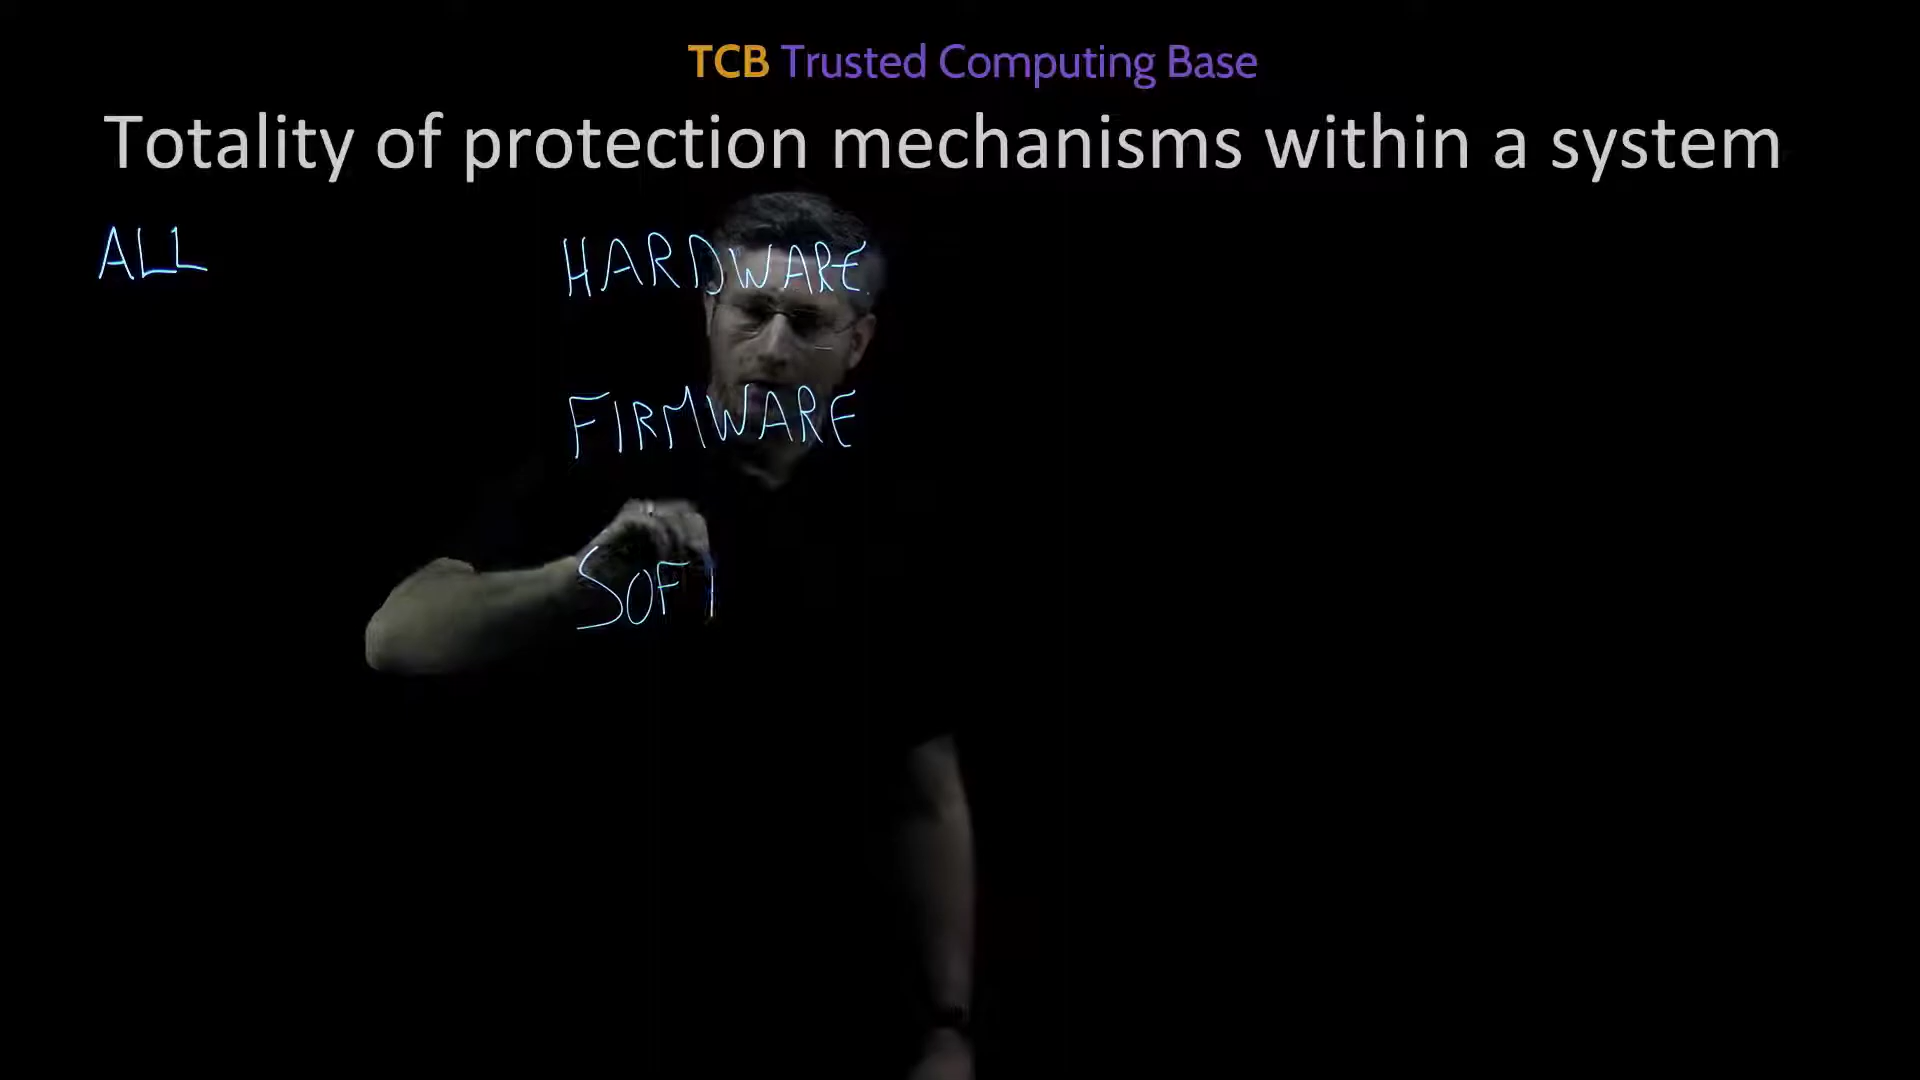 TCB Trusted Computing Base
Totality of protection mechanisms within a system
ALL
HARDWARE
FIRMWARE
SOFT